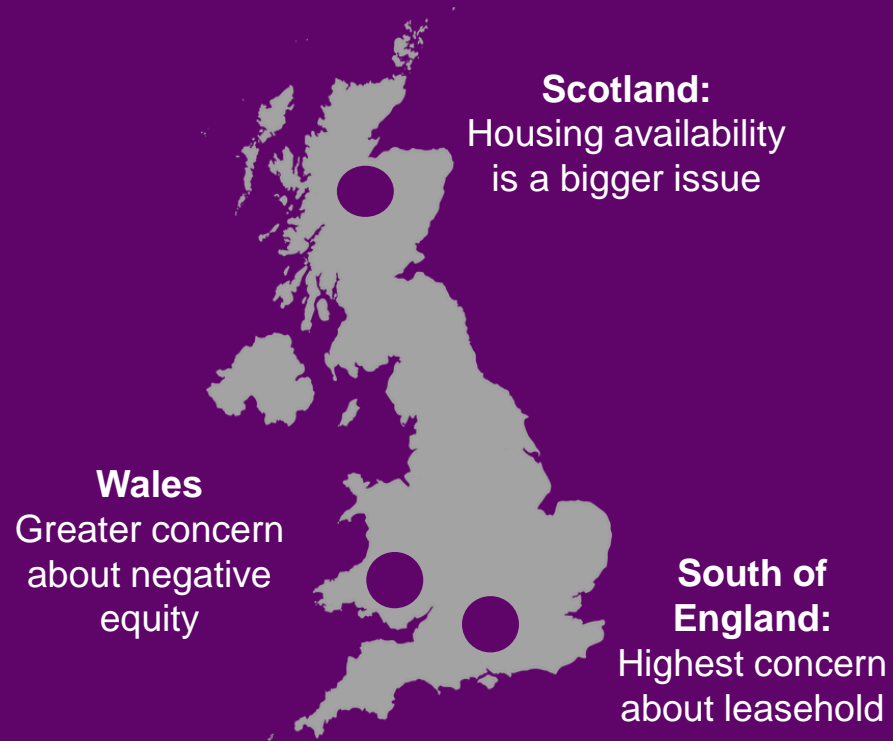 Scotland:
Housing availability
is a bigger issue
Wales
Greater concern
about negative
equity
South of
England:
Highest concern
about leasehold